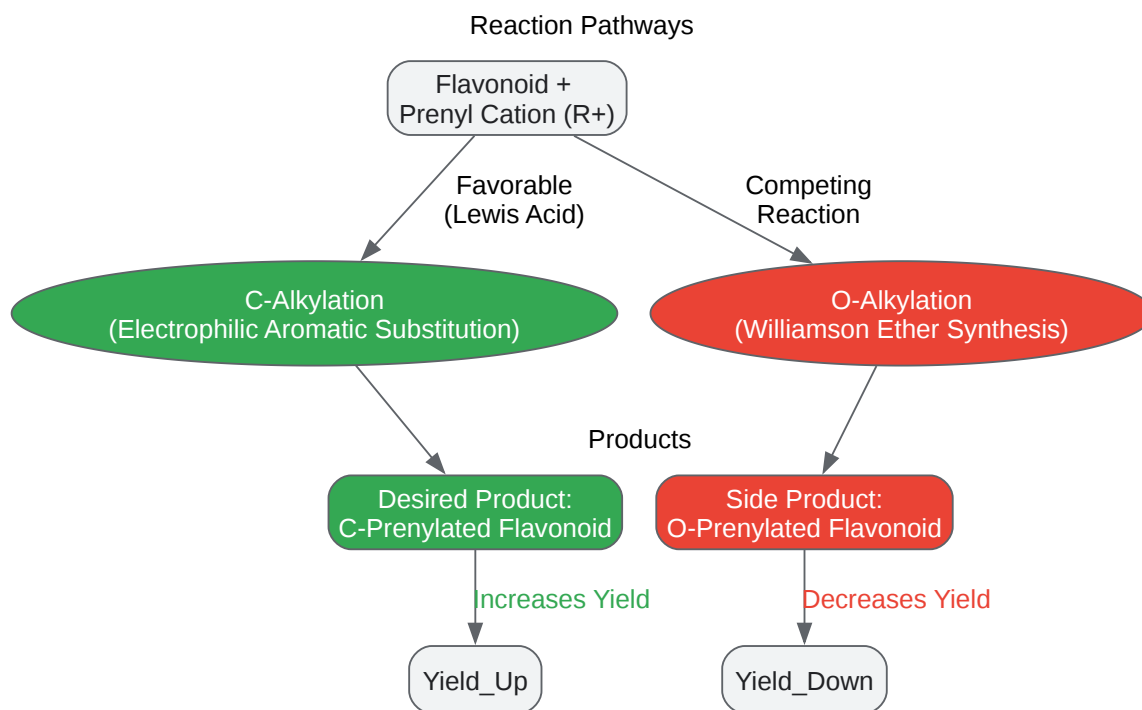 Reaction Pathways
Flavonoid +
Prenyl Cation (R+)
Favorable
(Lewis Acid)
Competing
Reaction
C-Alkylation
(Electrophilic Aromatic Substitution)
O-Alkylation
(Williamson Ether Synthesis)
Products
Desired Product:
C-Prenylated Flavonoid
Side Product:
O-Prenylated Flavonoid
Increases Yield
Decreases Yield
Yield_Up
Yield_Down